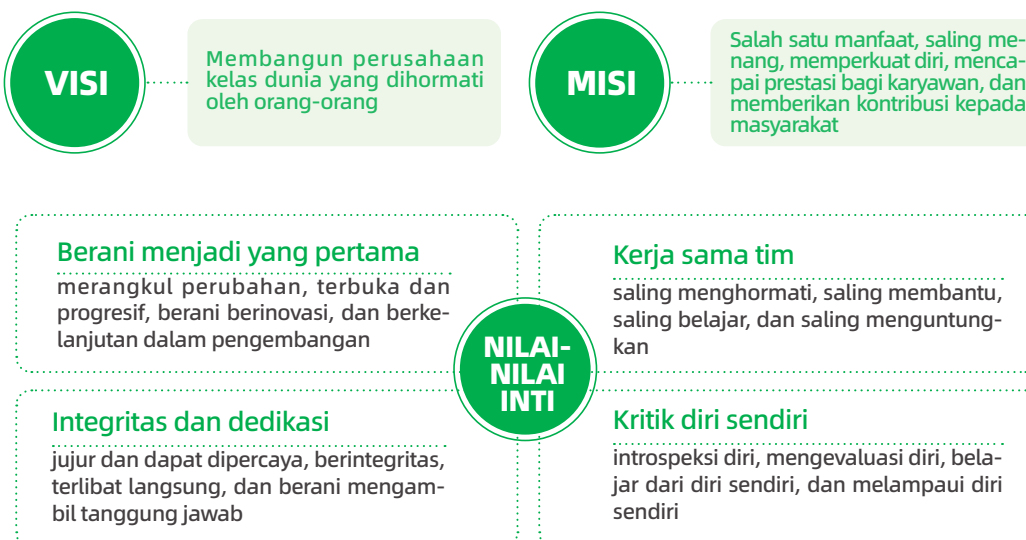 VISI
Membangun perusahaan
kelas dunia yang dihormati
oleh orang-orang
MISI
Salah satu manfaat, saling me-
nang, memperkuat diri, menca-
pai prestasi bagi karyawan, dan
memberikan kontribusi kepada
masyarakat
Berani menjadi yang pertama
merangkul perubahan, terbuka dan
progresif, berani berinovasi, dan berke-
lanjutan dalam pengembangan
Kerja sama tim
saling menghormati, saling membantu,
saling belajar, dan saling menguntung-
kan
NILAI-
NILAI
INTI
Integritas dan dedikasi
jujur dan dapat dipercaya, berintegritas,
terlibat langsung, dan berani mengam-
bil tanggung jawab
Kritik diri sendiri
introspeksi diri, mengevaluasi diri, bela-
jar dari diri sendiri, dan melampaui diri
sendiri